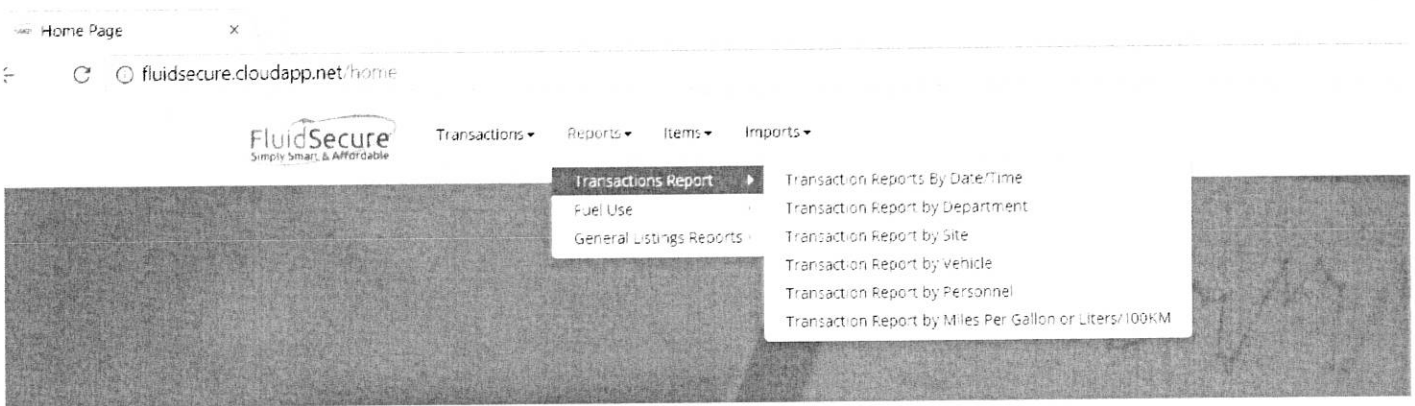 Home Page ×
fluidsecure.cloudapp.net/home
FluidSecure
Simply Smart & Affordable
Transactions Reports Items Imports
Transactions Report
Fuel Use
General Listings Reports
Transaction Reports By Date/Time
Transaction Report by Department
Transaction Report by Site
Transaction Report by Vehicle
Transaction Report by Personnel
Transaction Report by Miles Per Gallon or Liters/100KM